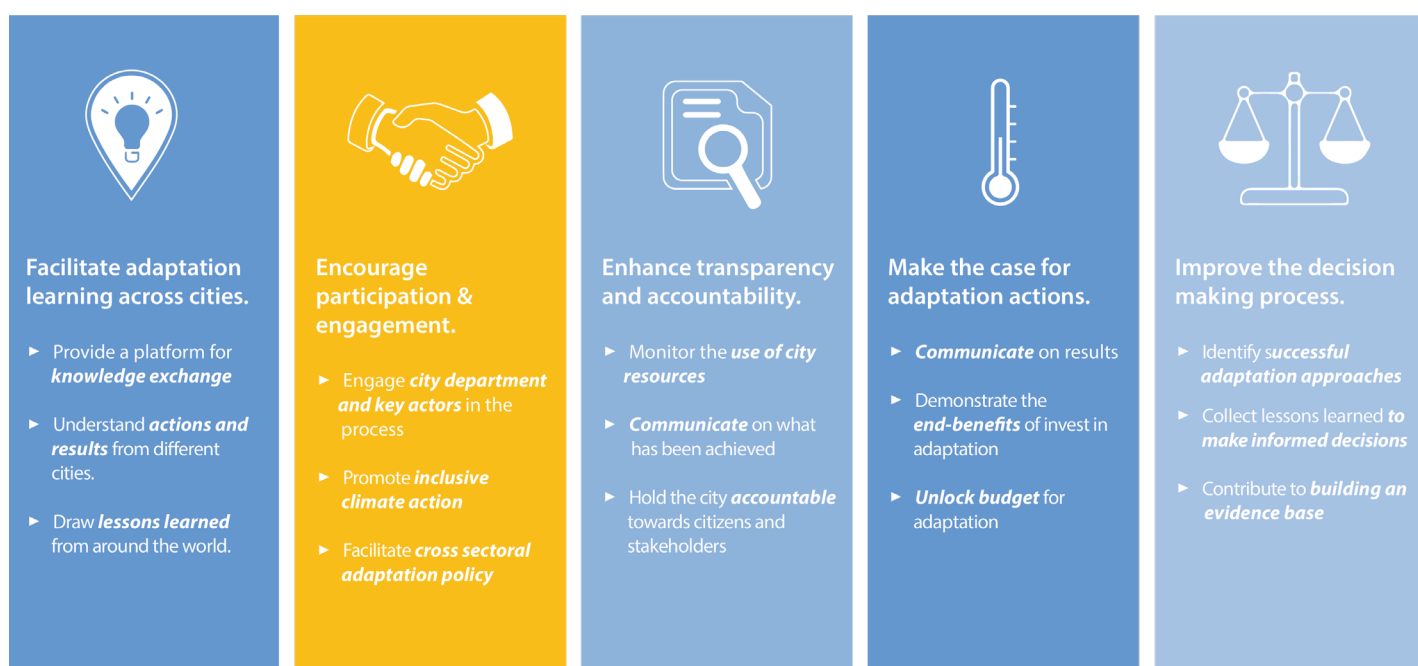 Facilitate adaptation
learning across cities.
► Provide a platform for
knowledge exchange
► Understand actions and
results from different
cities.
► Draw lessons learned
from around the world.
Encourage
participation &
engagement.
► Engage city department
and key actors in the
process
► Promote inclusive
climate action
► Facilitate cross sectoral
adaptation policy
Enhance transparency
and accountability.
► Monitor the use of city
resources
► Communicate on what
has been achieved
► Hold the city accountable
towards citizens and
stakeholders
Make the case for
adaptation actions.
► Communicate on results
► Demonstrate the
end-benefits of invest in
adaptation
► Unlock budget for
adaptation
Improve the decision
making process.
► Identify successful
adaptation approaches
► Collect lessons learned to
make informed decisions
► Contribute to building an
evidence base